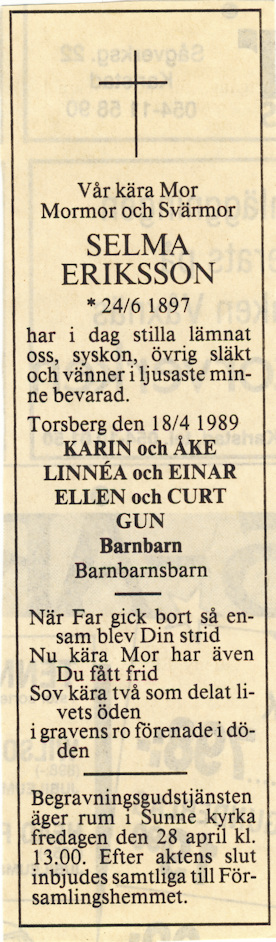 Vår kära Mor
Mormor och Svärmor
SELMA
ERIKSSON
* 24/6 1897
har i dag stilla lämnat
oss, syskon, övrig släkt
och vänner i ljusaste min-
ne bevarad.
Torsberg den 18/4 1989
KARIN och ÅKE
LINNÉA och EINAR
ELLEN och CURT
GUN
Barnbarn
Barnbarnsbarn
När Far gick bort så en-
sam blev Din strid
Nu kära Mor har även
Du fått frid
Sov kära två som delat li-
vets öden
i gravens ro förenade i dö-
den
Begravningsgudstjänsten
äger rum i Sunne kyrka
fredagen den 28 april kl.
13.00. Efter aktens slut
inbjudes samtliga till För-
samlingshemmet.